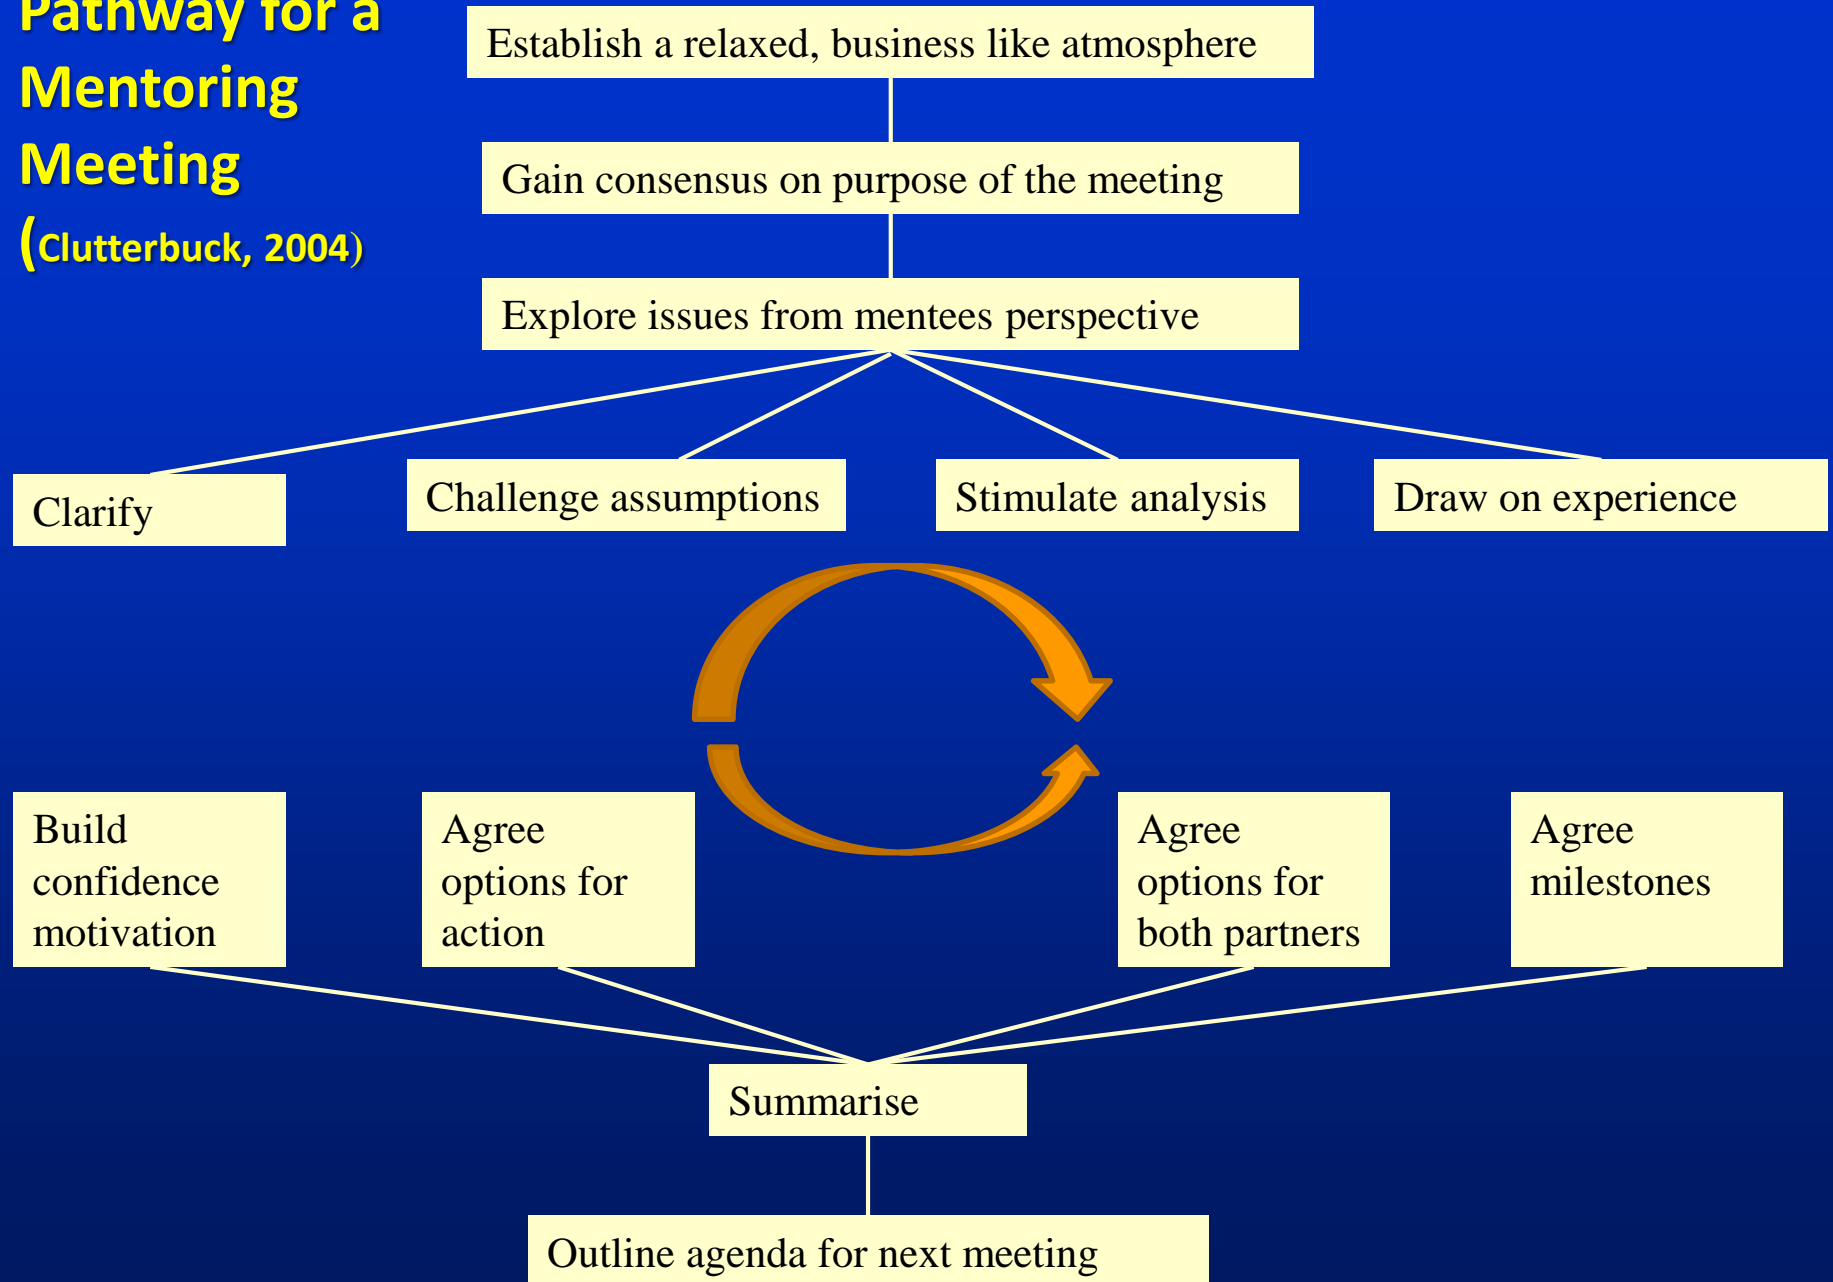 Pathway for a
Mentoring
Meeting
(Clutterbuck, 2004)
Establish a relaxed, business like atmosphere
Gain consensus on purpose of the meeting
Explore issues from mentees perspective
Clarify
Challenge assumptions
Stimulate analysis
Draw on experience
Build
confidence
motivation
Agree
options for
action
Agree
options for
both partners
Agree
milestones
Summarise
Outline agenda for next meeting